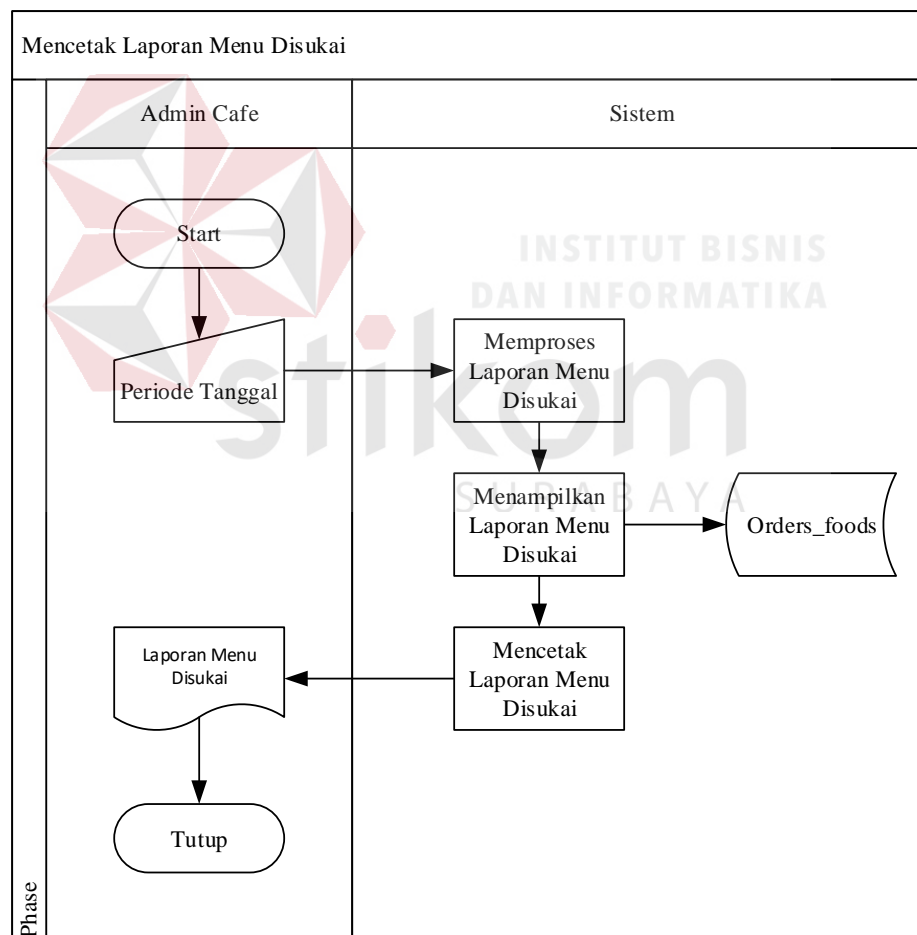 Mencetak Laporan Menu Disukai
Admin Cafe
Sistem
Start
INSTITUT BISNIS
DAN INFORMATIKA
stikom
SURABAYA
Periode Tanggal
Memproses
Laporan Menu
Disukai
Menampilkan
Laporan Menu
Disukai
Orders_foods
Mencetak
Laporan Menu
Disukai
Laporan Menu
Disukai
Tutup
Phase